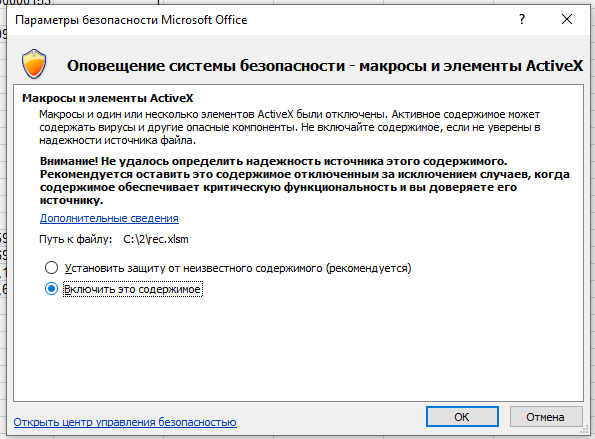 Параметры безопасности Microsoft Office
Оповещение системы безопасности - макросы и элементы ActiveX
Макросы и элементы ActiveX
Макросы и один или несколько элементов ActiveX были отключены. Активное содержимое может
содержать вирусы и другие опасные компоненты. Не включайте содержимое, если не уверены в
надежности источника файла.
Внимание! Не удалось определить надежность источника этого содержимого.
Рекомендуется оставить это содержимое отключенным за исключением случаев, когда
содержимое обеспечивает критическую функциональность и вы доверяете его
источнику.
Дополнительные сведения
Путь к файлу: C:\2\rec.xlsm
Установить защиту от неизвестного содержимого (рекомендуется)
Включить это содержимое
Открыть центр управления безопасностью
ОК
Отмена